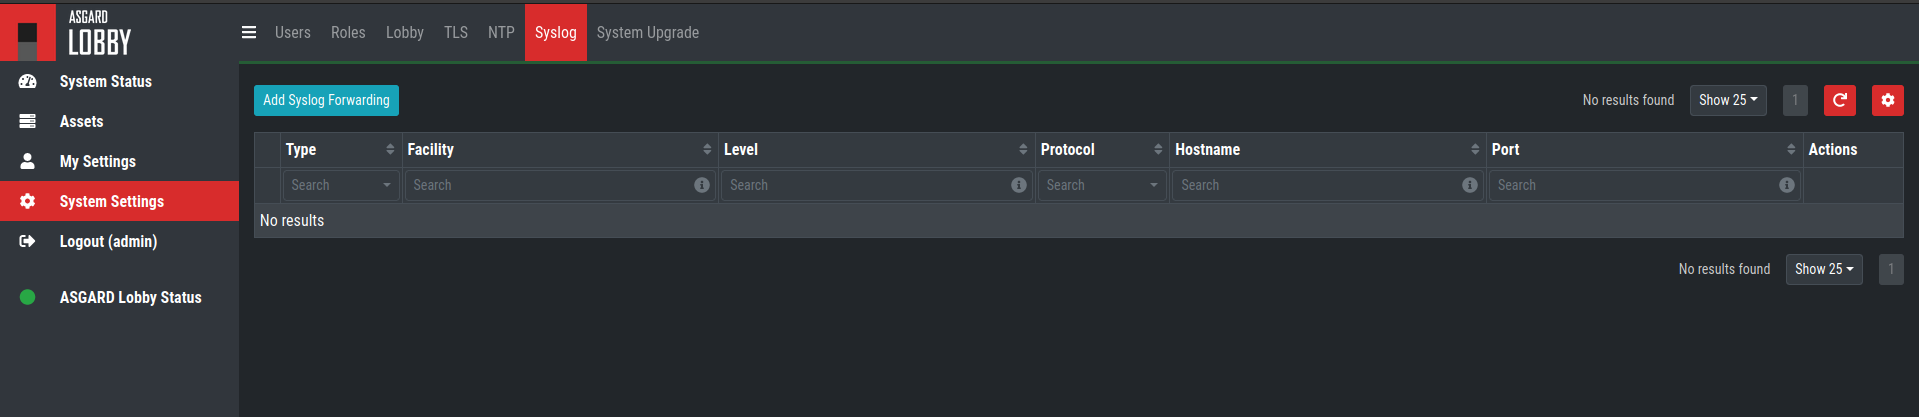 ASGARD
LOBBY
Users Roles Lobby TLS NTP Syslog System Upgrade
System Status
Assets
My Settings
System Settings
Logout (admin)
ASGARD Lobby Status
Add Syslog Forwarding No results found Show 25 1
Type Facility Level Protocol Hostname Port Actions
Search Search Search Search Search Search
No results
No results found Show 25 1